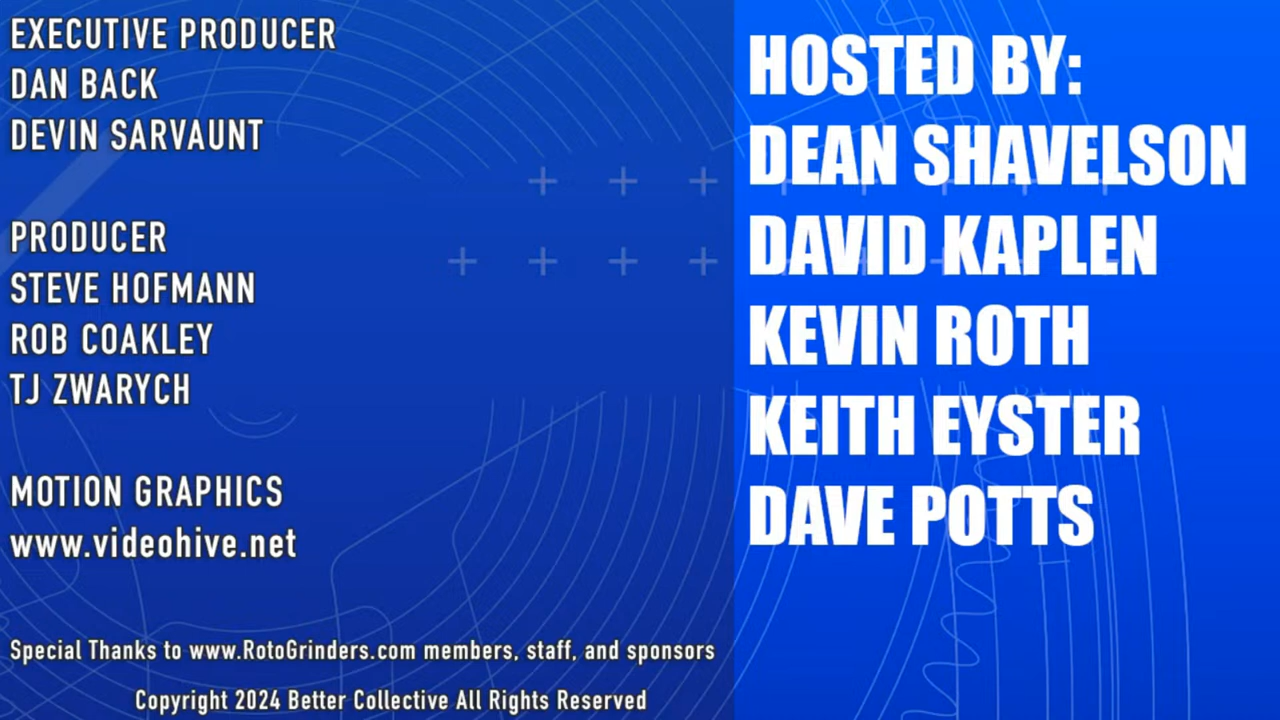 EXECUTIVE PRODUCER
DAN BACK
DEVIN SARVAUNT
PRODUCER
STEVE HOFMANN
ROB COAKLEY
TJ ZWARYCH
MOTION GRAPHICS
www.videohive.net
Special Thanks to www.RotoGrinders.com members, staff, and sponsors
Copyright 2024 Better Collective All Rights Reserved
HOSTED BY:
DEAN SHAVELSON
DAVID KAPLEN
KEVIN ROTH
KEITH EYSTER
DAVE POTTS